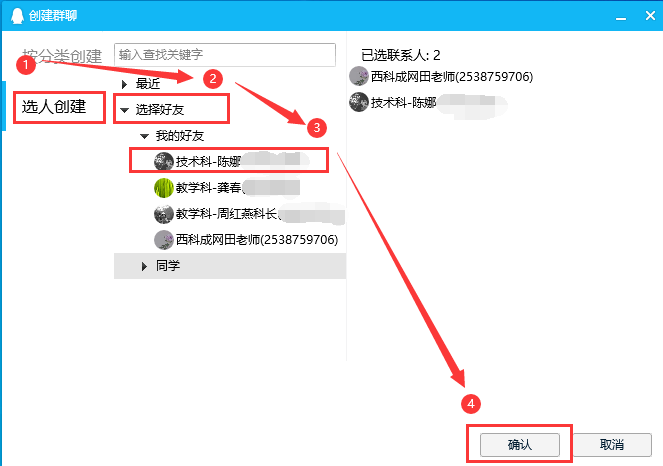 创建群聊
按分类创建
输入查找关键字
已选联系人: 2
1
2
最近
西科成网田老师(2538759706)
选人创建
选择好友
技术科-陈娜
3
我的好友
技术科-陈娜
教学科-龚春
教学科-周红燕科长
西科成网田老师(2538759706)
同学
4
确认
取消